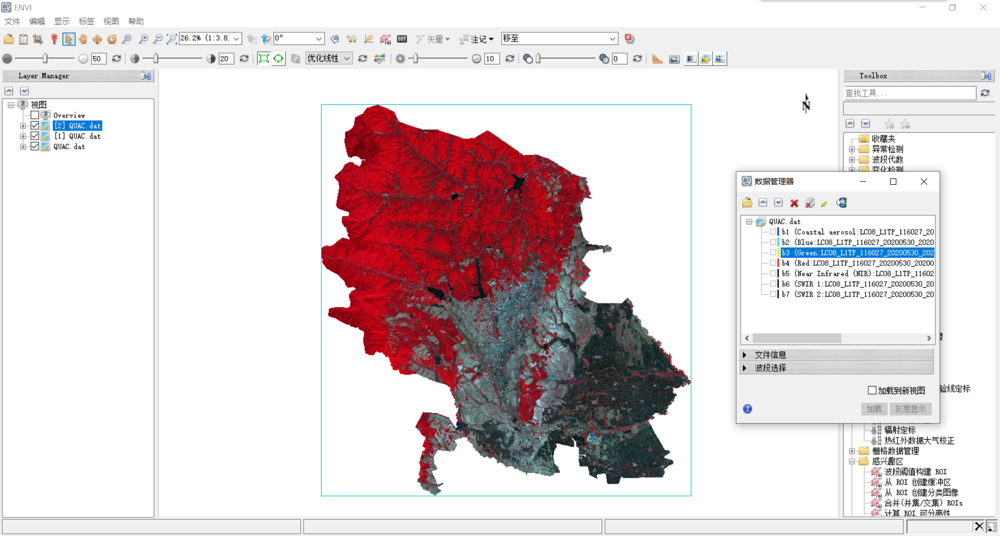 ENVI
文件 编辑 显示 标签 视图 帮助
26.2% (1:3.8: 0° 矢量 注记 移至
50 20 优化线性 10 0
Layer Manager
视图
Overview
[2] QUAC.dat
[1] QUAC.dat
QUAC.dat
N
Toolbox
查找工具...
收藏夹
异常检测
波段代数
变化检测
数据管理器
QUAC.dat
b1 (Coastal aerosol:LC08_L1TP_116027_20
b2 (Blue:LC08_L1TP_116027_20200530_2020
b3 (Green:LC08_L1TP_116027_20200530_202
b4 (Red:LC08_L1TP_116027_20200530_20200
b5 (Near Infrared (NIR):LC08_L1TP_11602
b6 (SWIR 1:LC08_L1TP_116027_20200530_20
b7 (SWIR 2:LC08_L1TP_116027_20200530_20
文件信息
波段选择
加载到新视图
加载 灰度显示
验线定标
辐射定标
热红外数据大气校正
栅格数据管理
感兴趣区
波段阈值构建 ROI
从 ROI 创建缓冲区
从 ROI 创建分类图像
合并(并集/交集) ROIs
计算 ROI 可分离性